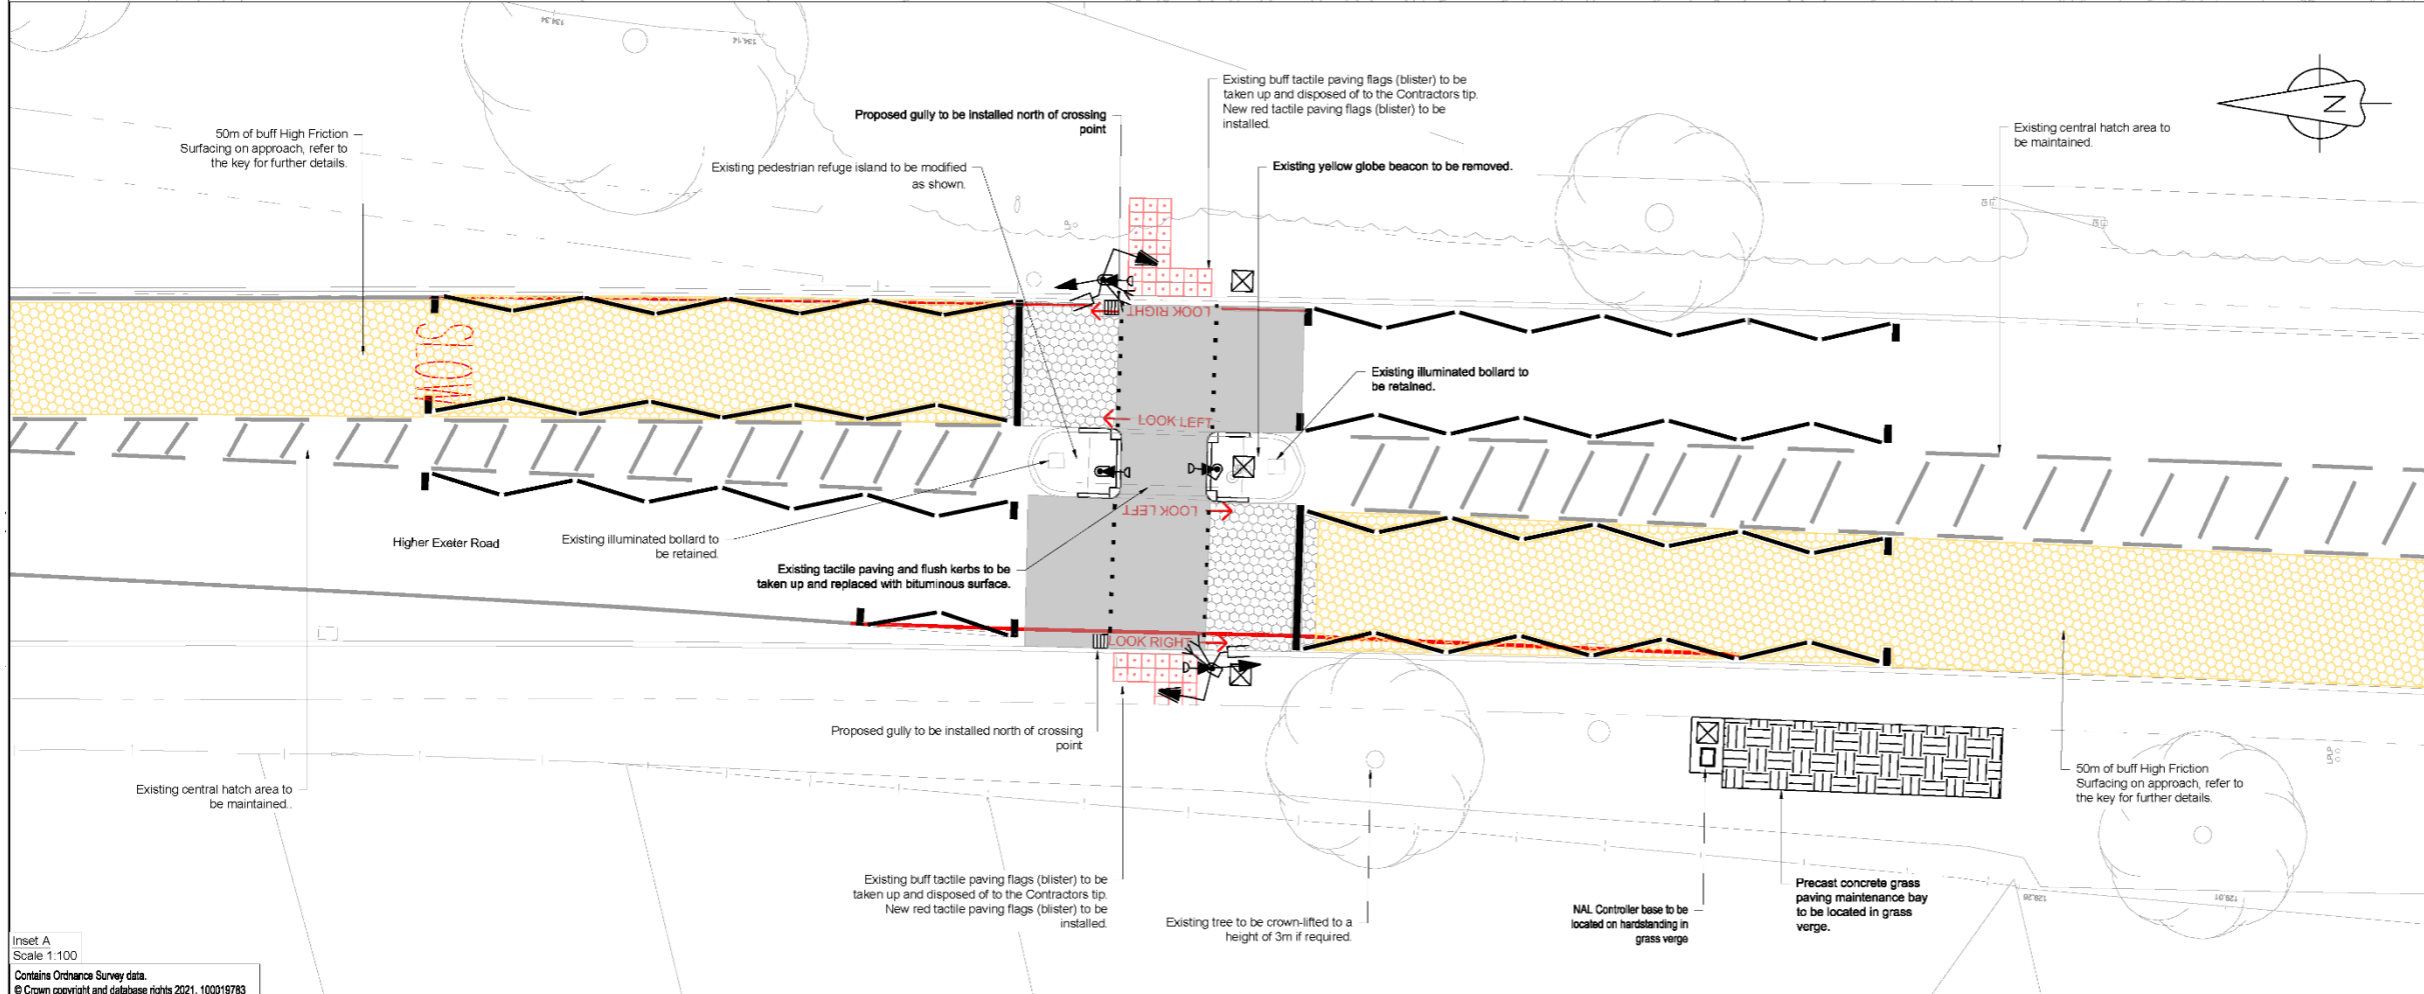 134.34
134.14
Existing buff tactile paving flags (blister) to be
taken up and disposed of to the Contractors tip.
New red tactile paving flags (blister) to be
installed.
Proposed gully to be installed north of crossing
point
50m of buff High Friction
Surfacing on approach, refer to
the key for further details.
Existing central hatch area to
be maintained.
N
Existing pedestrian refuge island to be modified
as shown.
Existing yellow globe beacon to be removed.
LP
LOOK RIGHT
SLOW
Existing illuminated bollard to
be retained.
LOOK LEFT
LOOK LEFT
Higher Exeter Road
Existing illuminated bollard to
be retained.
Existing tactile paving and flush kerbs to be
taken up and replaced with bituminous surface.
LOOK RIGHT
Proposed gully to be installed north of crossing
point
Existing central hatch area to
be maintained..
50m of buff High Friction
Surfacing on approach, refer to
the key for further details.
Existing buff tactile paving flags (blister) to be
taken up and disposed of to the Contractors tip.
New red tactile paving flags (blister) to be
installed.
Existing tree to be crown-lifted to a
height of 3m if required.
NAL Controller base to be
located on hardstanding in
grass verge
Precast concrete grass
paving maintenance bay
to be located in grass
verge.
Inset A
Scale 1:100
Contains Ordnance Survey data.
© Crown copyright and database rights 2021. 100019783